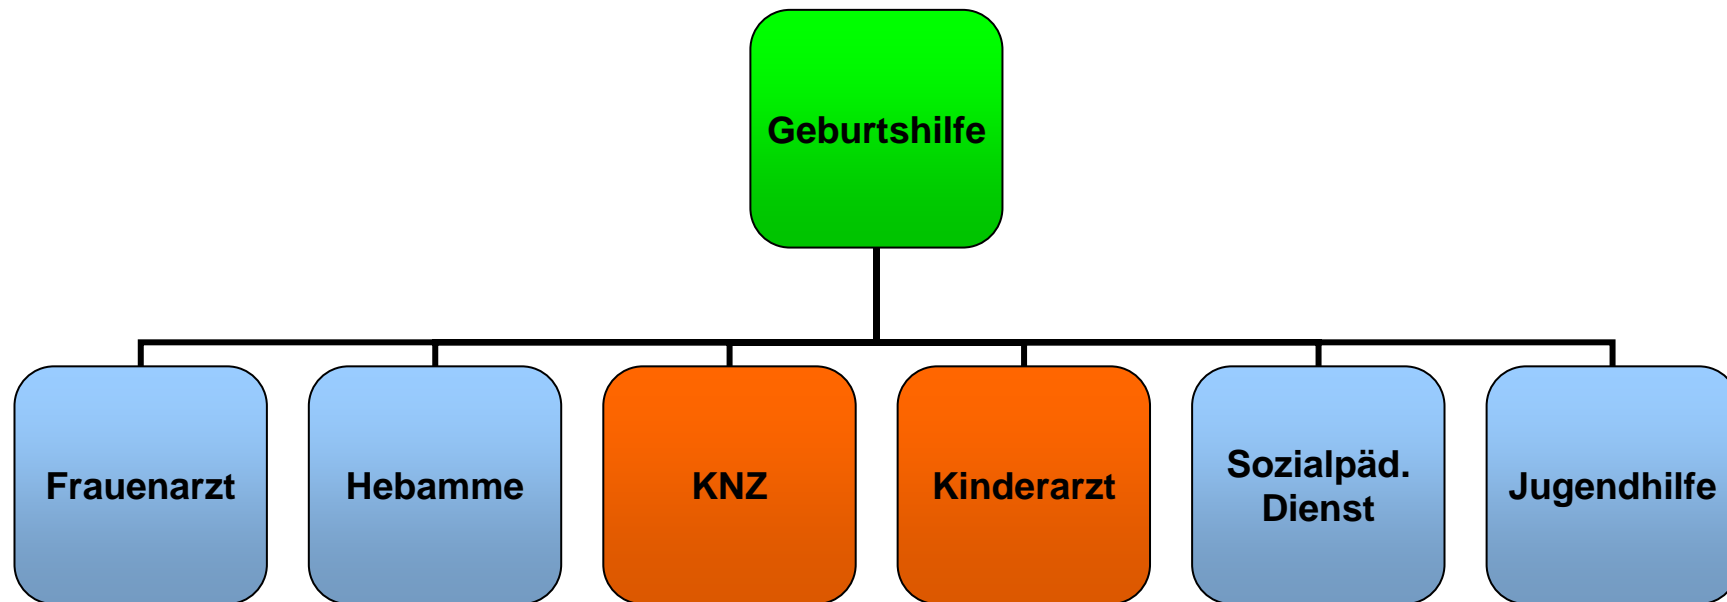 Geburtshilfe
Frauenarzt
Hebamme
KNZ
Kinderarzt
Sozialpäd.
Dienst
Jugendhilfe